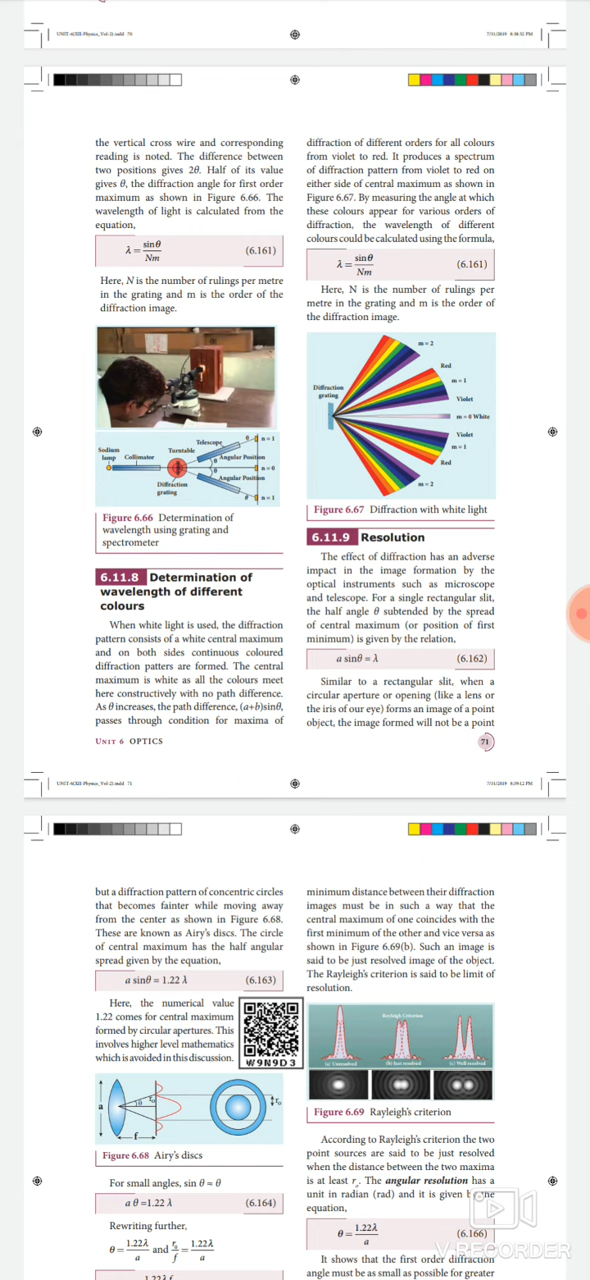 UNIT-6(XII-Physics_Vol-2).indd 70
7/31/2019 8:38:52 PM
the vertical cross wire and corresponding
reading is noted. The difference between
two positions gives 2θ. Half of its value
gives θ, the diffraction angle for first order
maximum as shown in Figure 6.66. The
wavelength of light is calculated from the
equation,
λ = sinθ / Nm (6.161)
Here, N is the number of rulings per metre
in the grating and m is the order of the
diffraction image.
Sodium lamp
Collimator
Turntable
Telescope
Diffraction grating
θ n = 1
Angular Position
θ
n = 0
θ
Angular Position
θ n = 1
Figure 6.66 Determination of
wavelength using grating and
spectrometer
6.11.8 Determination of
wavelength of different
colours
When white light is used, the diffraction
pattern consists of a white central maximum
and on both sides continuous coloured
diffraction patters are formed. The central
maximum is white as all the colours meet
here constructively with no path difference.
As θ increases, the path difference, (a+b)sinθ,
passes through condition for maxima of
diffraction of different orders for all colours
from violet to red. It produces a spectrum
of diffraction pattern from violet to red on
either side of central maximum as shown in
Figure 6.67. By measuring the angle at which
these colours appear for various orders of
diffraction, the wavelength of different
colours could be calculated using the formula,
λ = sinθ / Nm (6.161)
Here, N is the number of rulings per
metre in the grating and m is the order of
the diffraction image.
m = 2
Red
m = 1
Violet
Diffraction
grating
m = 0 White
Violet
m = 1
Red
m = 2
Figure 6.67 Diffraction with white light
6.11.9 Resolution
The effect of diffraction has an adverse
impact in the image formation by the
optical instruments such as microscope
and telescope. For a single rectangular slit,
the half angle θ subtended by the spread
of central maximum (or position of first
minimum) is given by the relation,
a sinθ = λ (6.162)
Similar to a rectangular slit, when a
circular aperture or opening (like a lens or
the iris of our eye) forms an image of a point
object, the image formed will not be a point
UNIT 6 OPTICS
71
UNIT-6(XII-Physics_Vol-2).indd 71
7/31/2019 8:39:12 PM
but a diffraction pattern of concentric circles
that becomes fainter while moving away
from the center as shown in Figure 6.68.
These are known as Airy's discs. The circle
of central maximum has the half angular
spread given by the equation,
a sinθ = 1.22 λ (6.163)
Here, the numerical value
1.22 comes for central maximum
formed by circular apertures. This
involves higher level mathematics
which is avoided in this discussion.
W9N9D3
a
θ
r₀
f
r₀
Figure 6.68 Airy's discs
For small angles, sin θ ≈ θ
a θ =1.22 λ (6.164)
Rewriting further,
θ = 1.22λ / a and r₀ / f = 1.22λ / a
1.22λ f
minimum distance between their diffraction
images must be in such a way that the
central maximum of one coincides with the
first minimum of the other and vice versa as
shown in Figure 6.69(b). Such an image is
said to be just resolved image of the object.
The Rayleigh's criterion is said to be limit of
resolution.
Rayleigh Criterion
(a) Unresolved
(b) Just resolved
(c) Well resolved
Figure 6.69 Rayleigh's criterion
According to Rayleigh's criterion the two
point sources are said to be just resolved
when the distance between the two maxima
is at least r₀. The angular resolution has a
unit in radian (rad) and it is given by the
equation,
θ = 1.22λ / a (6.166)
It shows that the first order diffraction
angle must be as small as possible for greater
V RECORDER